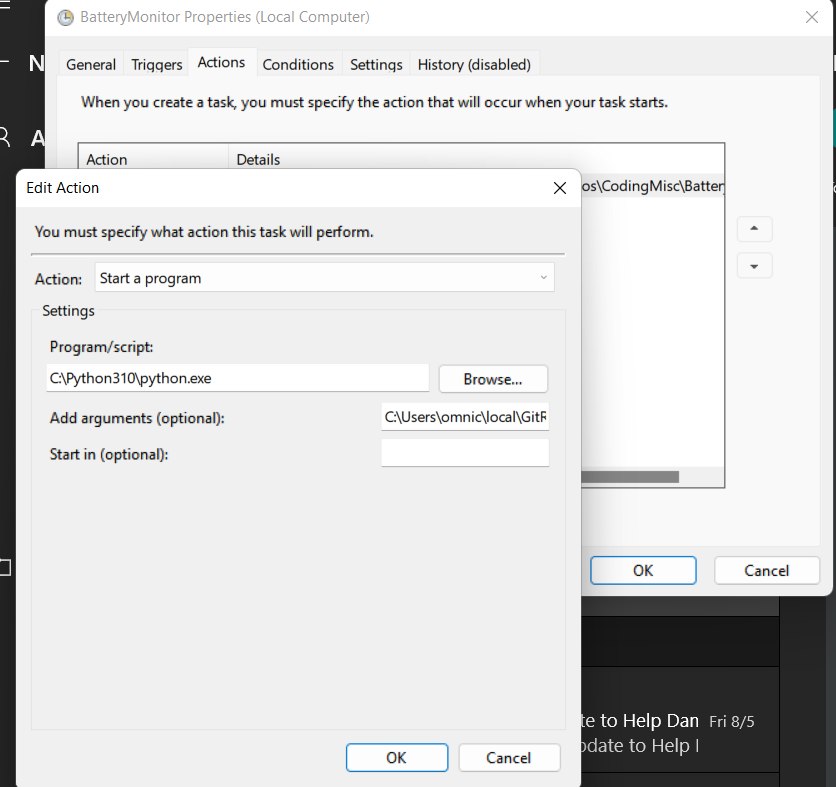 BatteryMonitor Properties (Local Computer)
N
General Triggers Actions Conditions Settings History (disabled)
When you create a task, you must specify the action that will occur when your task starts.
A
Action Details
os\CodingMisc\Batter
Edit Action
You must specify what action this task will perform.
Action: Start a program
Settings
Program/script:
C:\Python310\python.exe Browse...
Add arguments (optional): C:\Users\omnic\local\GitR
Start in (optional):
OK Cancel
te to Help Dan Fri 8/5
pdate to Help I
OK Cancel